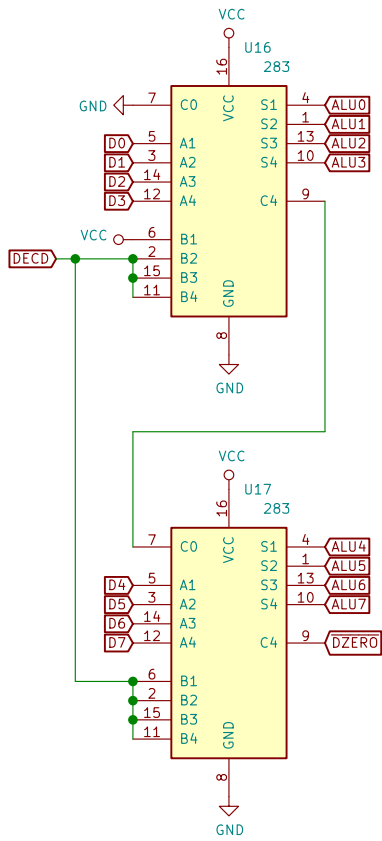 VCC
U16
283
16
VCC
GND 7 C0 S1 4 ALU0
S2 1 ALU1
D0 5 A1 S3 13 ALU2
D1 3 A2 S4 10 ALU3
D2 14 A3
D3 12 A4 C4 9
VCC 6 B1
DECD 2 B2
15 B3
11 B4
GND
8
GND
VCC
U17
283
16
VCC
7 C0 S1 4 ALU4
S2 1 ALU5
D4 5 A1 S3 13 ALU6
D5 3 A2 S4 10 ALU7
D6 14 A3
D7 12 A4 C4 9 DZERO
6 B1
2 B2
15 B3
11 B4
GND
8
GND